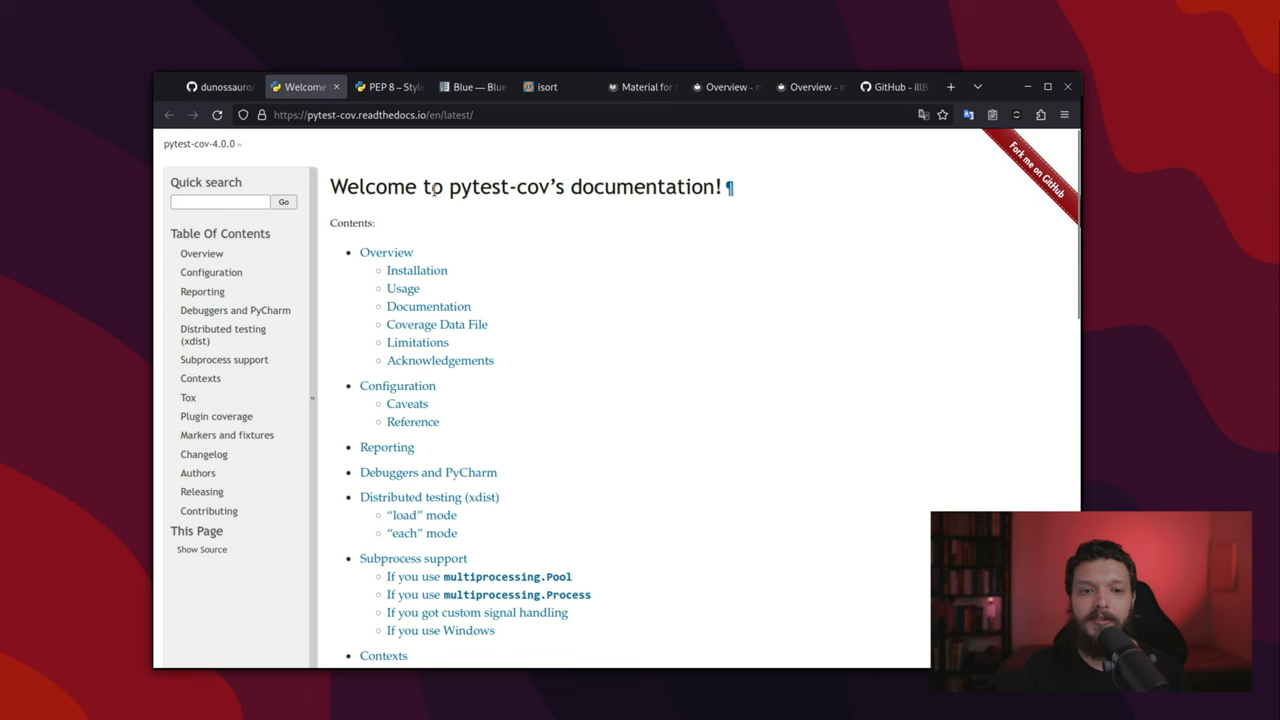 dunossauro/
Welcome
PEP 8 – Style
Blue — Blue
isort
Material for
Overview - m
Overview - m
GitHub - illB
https://pytest-cov.readthedocs.io/en/latest/
pytest-cov-4.0.0 »
Fork me on GitHub
Quick search
Go
Table Of Contents
Overview
Configuration
Reporting
Debuggers and PyCharm
Distributed testing
(xdist)
Subprocess support
Contexts
Tox
Plugin coverage
Markers and fixtures
Changelog
Authors
Releasing
Contributing
This Page
Show Source
«
Welcome to pytest-cov’s documentation! ¶
Contents:
• Overview
◦ Installation
◦ Usage
◦ Documentation
◦ Coverage Data File
◦ Limitations
◦ Acknowledgements
• Configuration
◦ Caveats
◦ Reference
• Reporting
• Debuggers and PyCharm
• Distributed testing (xdist)
◦ “load” mode
◦ “each” mode
• Subprocess support
◦ If you use multiprocessing.Pool
◦ If you use multiprocessing.Process
◦ If you got custom signal handling
◦ If you use Windows
• Contexts